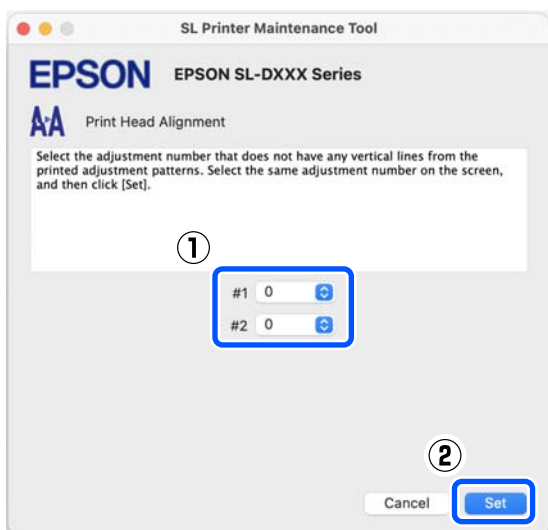 SL Printer Maintenance Tool
EPSON EPSON SL-DXXX Series
A▸A Print Head Alignment
Select the adjustment number that does not have any vertical lines from the
printed adjustment patterns. Select the same adjustment number on the screen,
and then click [Set].
①
#1 0
#2 0
②
Cancel Set